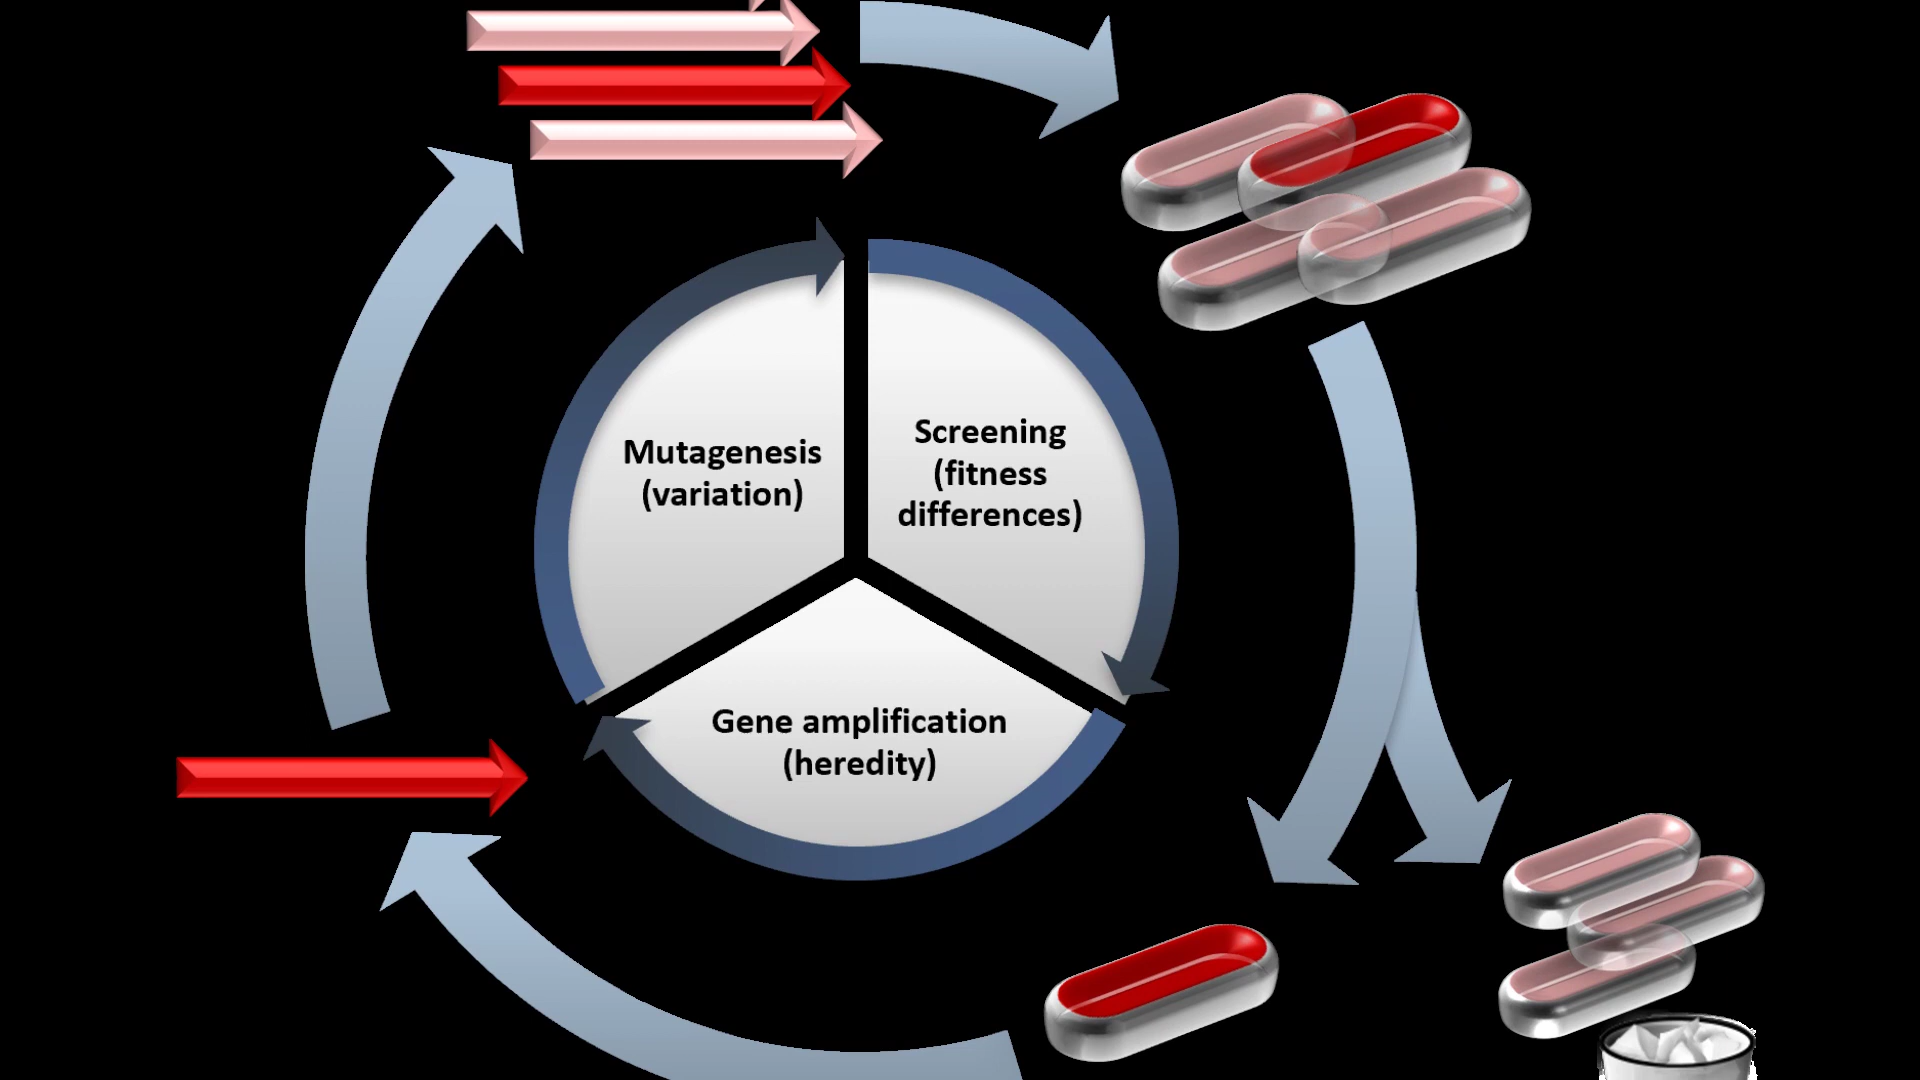 Mutagenesis
(variation)
Screening
(fitness
differences)
Gene amplification
(heredity)